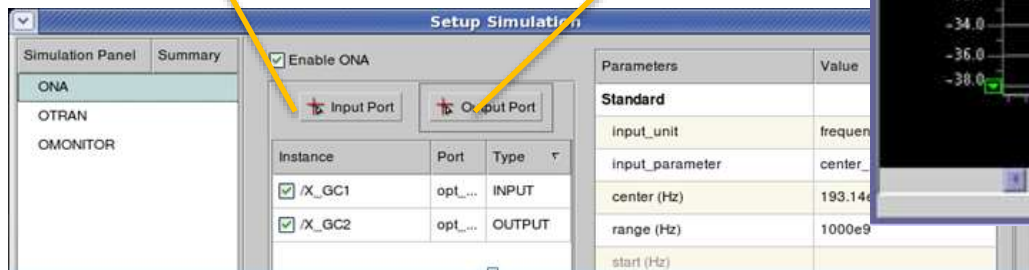 Setup Simulation
-34.0
-36.0
-38.0
Simulation Panel Summary
ONA
OTRAN
OMONITOR
Enable ONA
Input Port Output Port
Instance Port Type
/X_GC1 opt_... INPUT
/X_GC2 opt_... OUTPUT
Parameters Value
Standard
input_unit frequen
input_parameter center_
center (Hz) 193.14e
range (Hz) 1000e9
start (Hz)